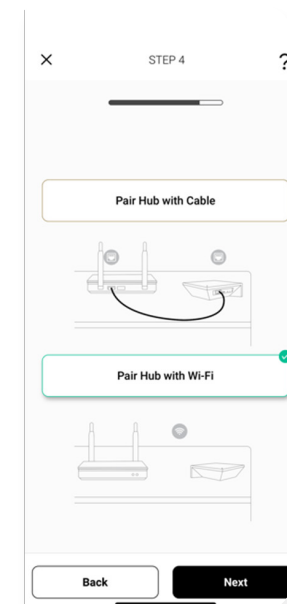 STEP 4
?
Pair Hub with Cable
Pair Hub with Wi-Fi
Back
Next